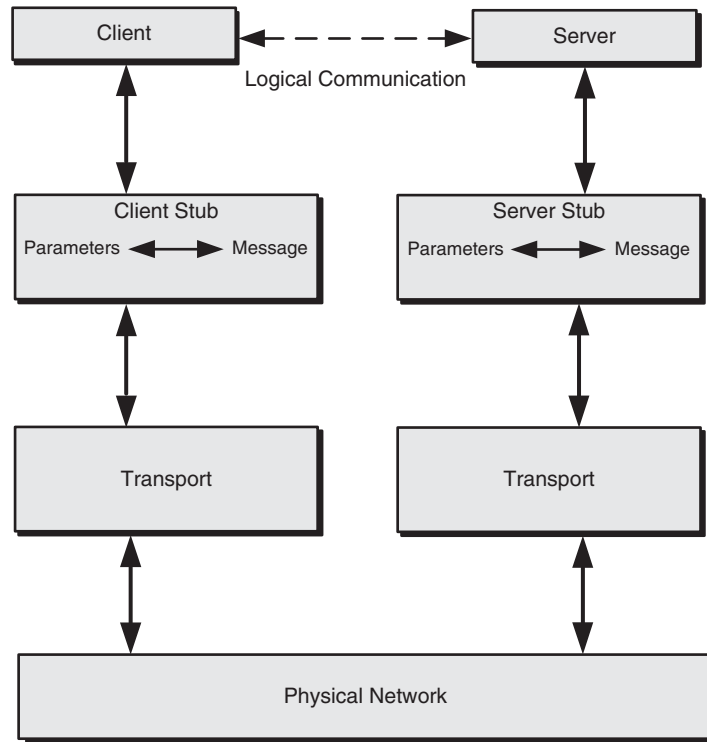 Client
Server
Logical Communication
Client Stub
Parameters Message
Server Stub
Parameters Message
Transport
Transport
Physical Network